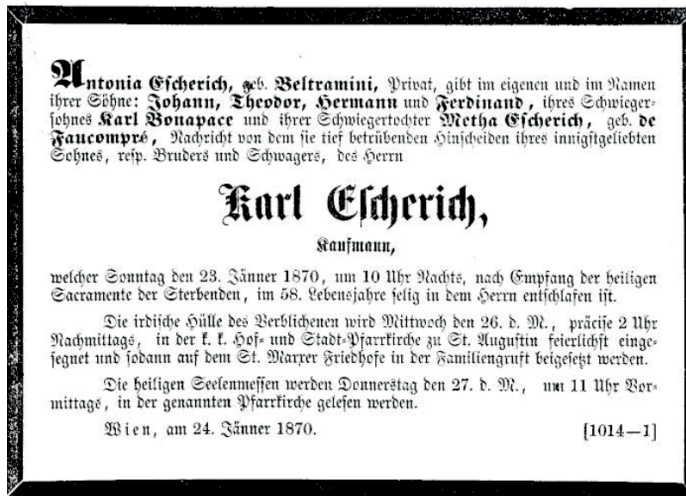 Antonia Escherich, geb. Beltramini, Privat, gibt im eigenen und im Namen
ihrer Söhne: Johann, Theodor, Hermann und Ferdinand, ihres Schwieger-
sohnes Karl Bonapace und ihrer Schwiegertochter Metha Escherich, geb. de
Faucompré, Nachricht von dem sie tief betrübenden Hinscheiden ihres innigstgeliebten
Sohnes, resp. Bruders und Schwagers, des Herrn
Karl Escherich,
Kaufmann,
welcher Sonntag den 23. Jänner 1870, um 10 Uhr Nachts, nach Empfang der heiligen
Sacramente der Sterbenden, im 58. Lebensjahre selig in dem Herrn entschlafen ist.
Die irdische Hülle des Verblichenen wird Mittwoch den 26. d. M., präcise 2 Uhr
Nachmittags, in der k. k. Hof- und Stadt-Pfarrkirche zu St. Augustin feierlichst einge-
segnet und sodann auf dem St. Marxer Friedhofe in der Familiengruft beigesetzt werden.
Die heiligen Seelenmessen werden Donnerstag den 27. d. M., um 11 Uhr Vor-
mittags, in der genannten Pfarrkirche gelesen werden.
Wien, am 24. Jänner 1870. [1014—1]